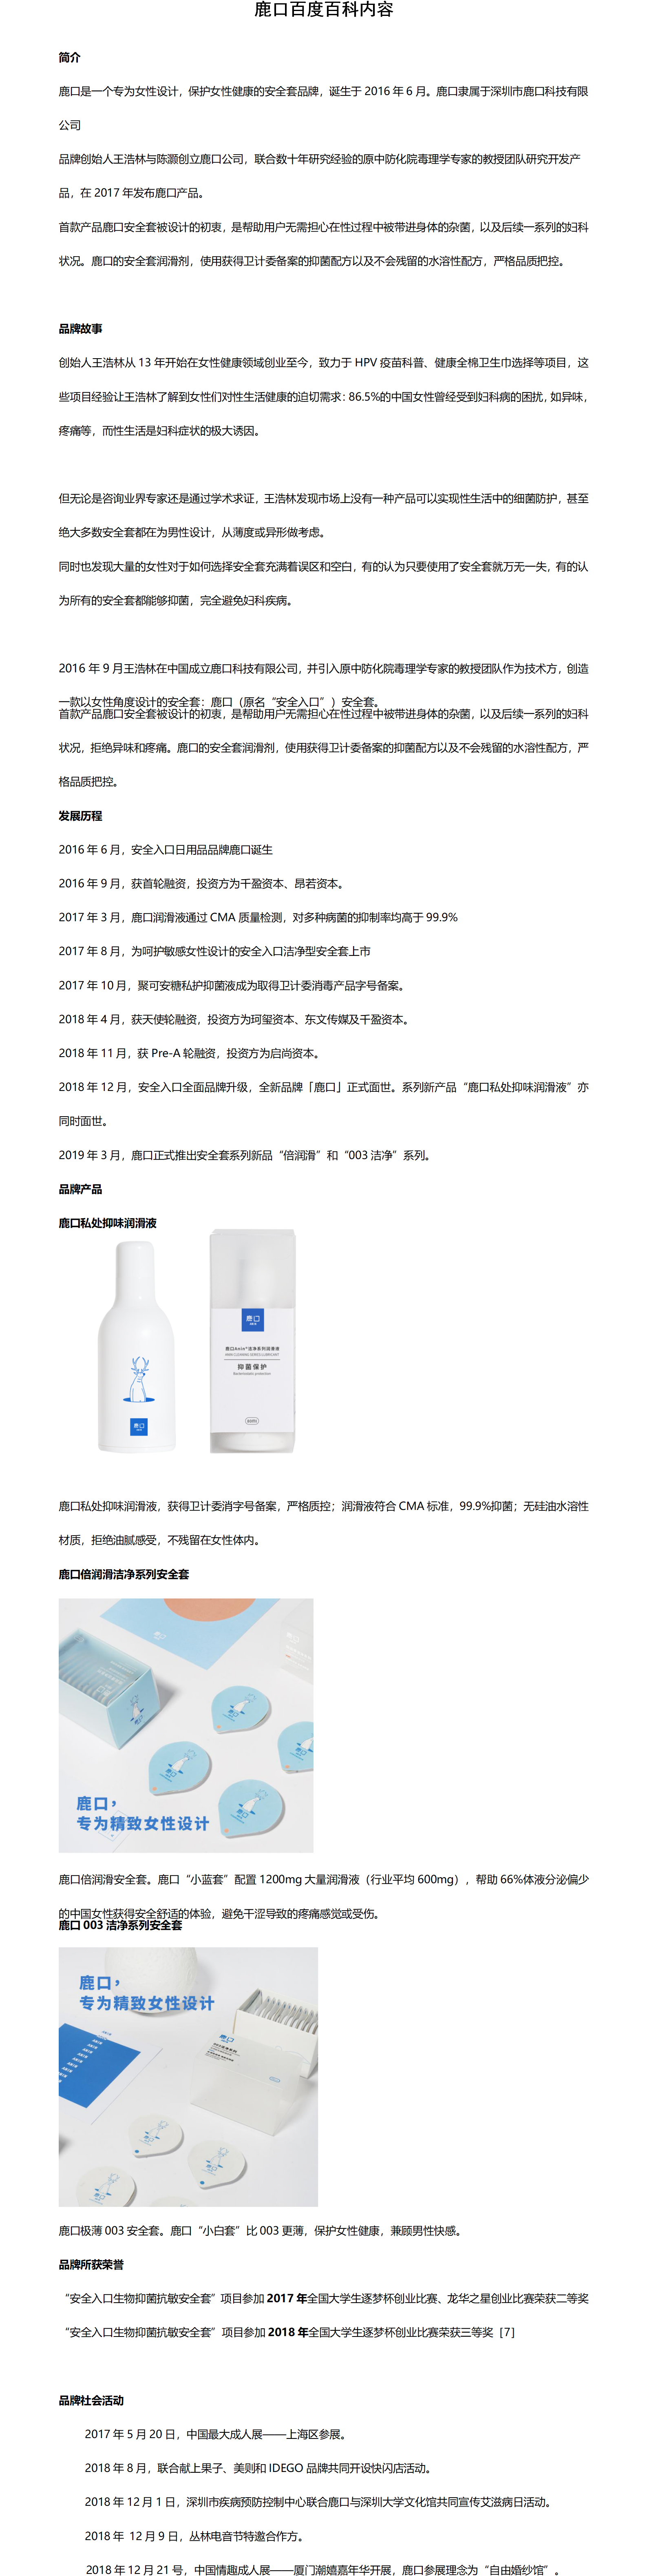 鹿口百度百科内容
简介
鹿口是一个专为女性设计，保护女性健康的安全套品牌，诞生于 2016 年 6 月。鹿口隶属于深圳市鹿口科技有限
公司
品牌创始人王浩林与陈灏创立鹿口公司，联合数十年研究经验的原中防化院毒理学专家的教授团队研究开发产
品，在 2017 年发布鹿口产品。
首款产品鹿口安全套被设计的初衷，是帮助用户无需担心在性过程中被带进身体的杂菌，以及后续一系列的妇科
状况。鹿口的安全套润滑剂，使用获得卫计委备案的抑菌配方以及不会残留的水溶性配方，严格品质把控。
品牌故事
创始人王浩林从 13 年开始在女性健康领域创业至今，致力于 HPV 疫苗科普、健康全棉卫生巾选择等项目，这
些项目经验让王浩林了解到女性们对性生活健康的迫切需求：86.5%的中国女性曾经受到妇科病的困扰，如异味，
疼痛等，而性生活是妇科症状的极大诱因。
但无论是咨询业界专家还是通过学术求证，王浩林发现市场上没有一种产品可以实现性生活中的细菌防护，甚至
绝大多数安全套都在为男性设计，从薄度或异形做考虑。
同时也发现大量的女性对于如何选择安全套充满着误区和空白，有的认为只要使用了安全套就万无一失，有的认
为所有的安全套都能够抑菌，完全避免妇科疾病。
2016 年 9 月王浩林在中国成立鹿口科技有限公司，并引入原中防化院毒理学专家的教授团队作为技术方，创造
一款以女性角度设计的安全套：鹿口（原名“安全入口”）安全套。
首款产品鹿口安全套被设计的初衷，是帮助用户无需担心在性过程中被带进身体的杂菌，以及后续一系列的妇科
状况，拒绝异味和疼痛。鹿口的安全套润滑剂，使用获得卫计委备案的抑菌配方以及不会残留的水溶性配方，严
格品质把控。
发展历程
2016 年 6 月，安全入口日用品品牌鹿口诞生
2016 年 9 月，获首轮融资，投资方为千盈资本、昂若资本。
2017 年 3 月，鹿口润滑液通过 CMA 质量检测，对多种病菌的抑制率均高于 99.9%
2017 年 8 月，为呵护敏感女性设计的安全入口洁净型安全套上市
2017 年 10 月，聚可安糖私护抑菌液成为取得卫计委消毒产品字号备案。
2018 年 4 月，获天使轮融资，投资方为珂玺资本、东文传媒及千盈资本。
2018 年 11 月，获 Pre-A 轮融资，投资方为启尚资本。
2018 年 12 月，安全入口全面品牌升级，全新品牌「鹿口」正式面世。系列新产品“鹿口私处抑味润滑液”亦
同时面世。
2019 年 3 月，鹿口正式推出安全套系列新品“倍润滑”和“003 洁净”系列。
品牌产品
鹿口私处抑味润滑液
鹿口
鹿口Anin®洁净系列润滑液
抑菌保护
Bacteriostatic protection
60ml
鹿口
鹿口私处抑味润滑液，获得卫计委消字号备案，严格质控；润滑液符合 CMA 标准，99.9%抑菌；无硅油水溶性
材质，拒绝油腻感受，不残留在女性体内。
鹿口倍润滑洁净系列安全套
鹿口，
专为精致女性设计
鹿口倍润滑安全套。鹿口“小蓝套”配置 1200mg 大量润滑液（行业平均 600mg），帮助 66%体液分泌偏少
的中国女性获得安全舒适的体验，避免干涩导致的疼痛感觉或受伤。
鹿口 003 洁净系列安全套
鹿口，
专为精致女性设计
鹿口
鹿口极薄 003 安全套。鹿口“小白套”比 003 更薄，保护女性健康，兼顾男性快感。
品牌所获荣誉
“安全入口生物抑菌抗敏安全套”项目参加 2017 年全国大学生逐梦杯创业比赛、龙华之星创业比赛荣获二等奖
“安全入口生物抑菌抗敏安全套”项目参加 2018 年全国大学生逐梦杯创业比赛荣获三等奖［7］
品牌社会活动
2017 年 5 月 20 日，中国最大成人展——上海区参展。
2018 年 8 月，联合献上果子、美则和 IDEGO 品牌共同开设快闪店活动。
2018 年 12 月 1 日，深圳市疾病预防控制中心联合鹿口与深圳大学文化馆共同宣传艾滋病日活动。
2018 年 12 月 9 日，丛林电音节特邀合作方。
2018 年 12 月 21 号，中国情趣成人展——厦门潮嬉嘉年华开展，鹿口参展理念为“自由婚纱馆”。